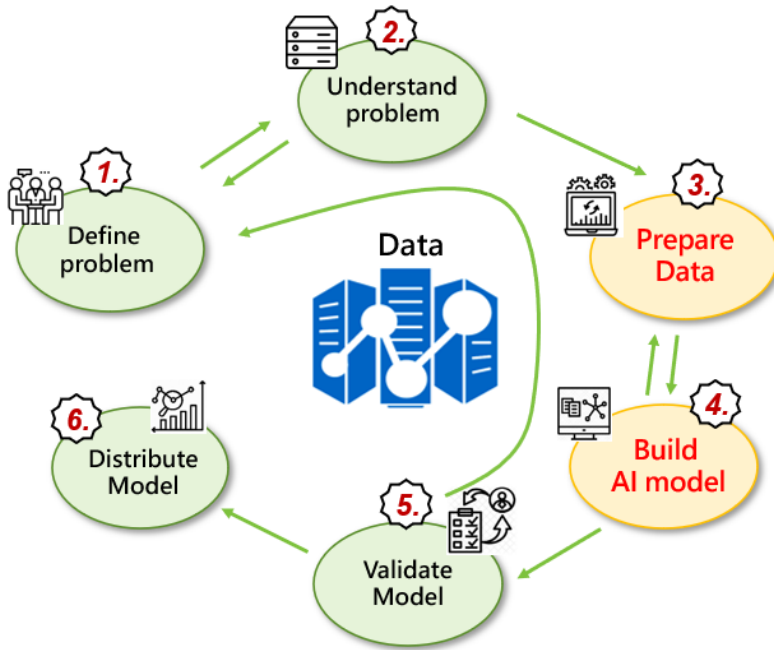 1.
Define
problem
2.
Understand
problem
3.
Prepare
Data
4.
Build
AI model
5.
Validate
Model
6.
Distribute
Model
Data